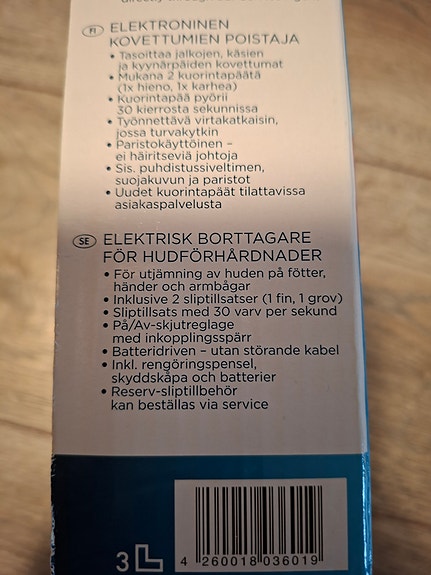 FI ELEKTRONINEN
KOVETTUMIEN POISTAJA
• Tasoittaa jalkojen, käsien
ja kyynärpäiden kovettumat
• Mukana 2 kuorintapäätä
(1x hieno, 1x karhea)
• Kuorintapää pyörii
30 kierrosta sekunnissa
• Työnnettävä virtakatkaisin,
jossa turvakytkin
• Paristokäyttöinen –
ei häiritseviä johtoja
• Sis. puhdistussiveltimen,
suojakuvun ja paristot
• Uudet kuorintapäät tilattavissa
asiakaspalvelusta
SE ELEKTRISK BORTTAGARE
FÖR HUDFÖRHÅRDNADER
• För utjämning av huden på fötter,
händer och armbågar
• Inklusive 2 sliptillsatser (1 fin, 1 grov)
• Sliptillsats med 30 varv per sekund
• På/Av-skjutreglage
med inkopplingsspärr
• Batteridriven – utan störande kabel
• Inkl. rengöringspensel,
skyddskåpa och batterier
• Reserv-sliptillbehör
kan beställas via service
3
4 260018 036019